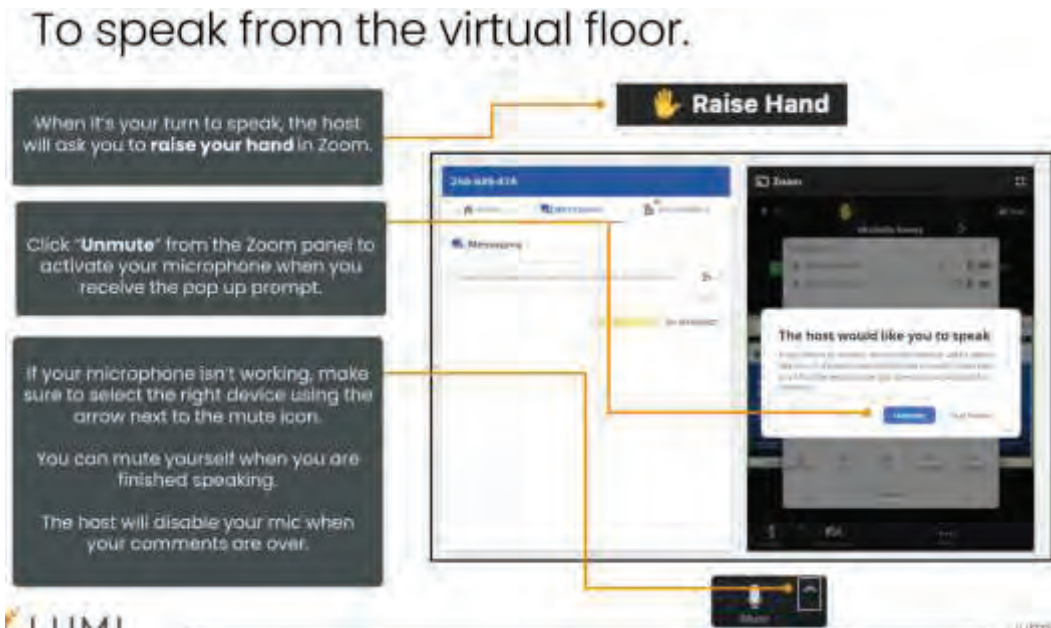 To speak from the virtual floor.
When it's your turn to speak, the host
will ask you to raise your hand in Zoom.
Raise Hand
Click "Unmute" from the Zoom panel to
activate your microphone when you
receive the pop up prompt.
If your microphone isn't working, make
sure to select the right device using the
arrow next to the mute icon.
You can mute yourself when you are
finished speaking.
The host will disable your mic when
your comments are over.
Messaging
Zoom
The host would like you to speak
Unmute
Mute
LUMI